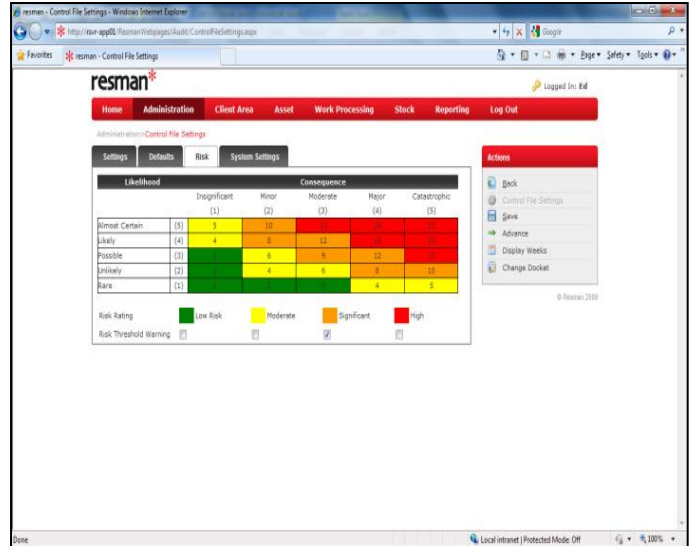 resman - Control File Settings - Windows Internet Explorer
http://rsvr-app01/ResmanWebpages/Audit/ControlFileSettings.aspx
Google
Favorites resman - Control File Settings
Page Safety Tools
resman*
Logged In: Ed
Home Administration Client Area Asset Work Processing Stock Reporting Log Out
Administration>Control File Settings
Settings Defaults Risk System Settings
Likelihood Consequence
Insignificant Minor Moderate Major Catastrophic
(1) (2) (3) (4) (5)
Almost Certain (5) 5 10
Likely (4) 4 8 12
Possible (3) 6 9 12
Unlikely (2) 4 6 8 10
Rare (1) 4 5
Risk Rating Low Risk Moderate Significant High
Risk Threshold Warning
Actions
Back
Control File Settings
Save
Advance
Display Weeks
Change Docket
Done
Local intranet | Protected Mode: Off
100%